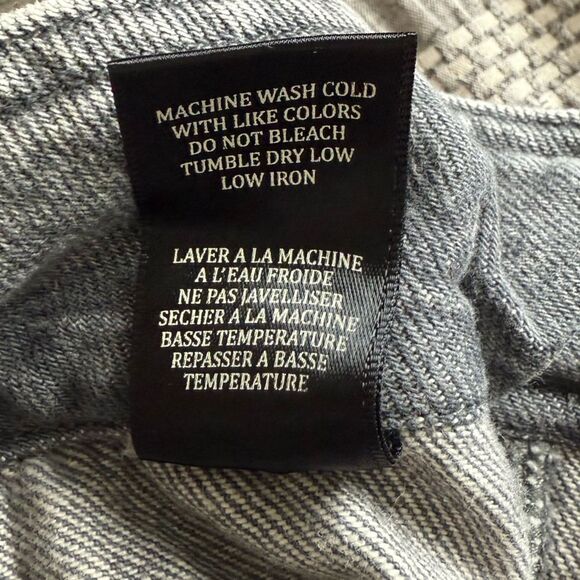 MACHINE WASH COLD
WITH LIKE COLORS
DO NOT BLEACH
TUMBLE DRY LOW
LOW IRON
LAVER A LA MACHINE
A L'EAU FROIDE
NE PAS JAVELLISER
SECHER A LA MACHINE
BASSE TEMPERATURE
REPASSER A BASSE
TEMPERATURE